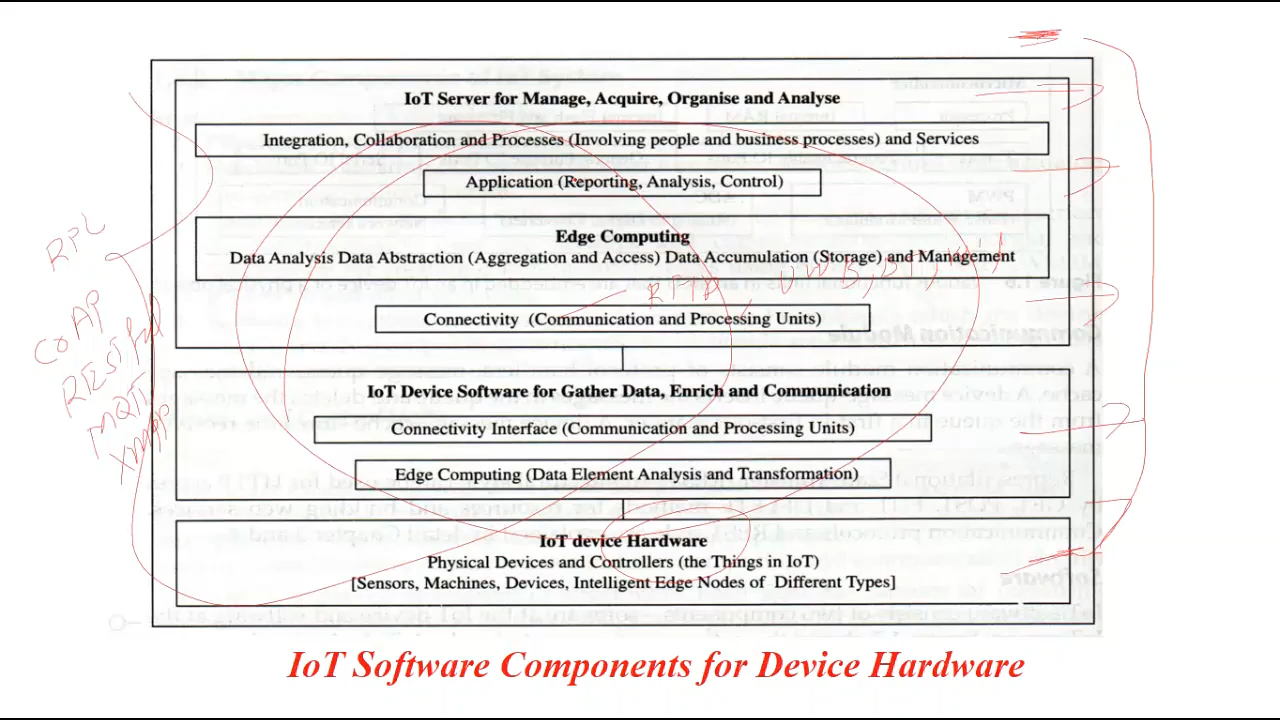 IoT Server for Manage, Acquire, Organise and Analyse
Integration, Collaboration and Processes (Involving people and business processes) and Services
Application (Reporting, Analysis, Control)
Edge Computing
Data Analysis Data Abstraction (Aggregation and Access) Data Accumulation (Storage) and Management
Connectivity (Communication and Processing Units)
IoT Device Software for Gather Data, Enrich and Communication
Connectivity Interface (Communication and Processing Units)
Edge Computing (Data Element Analysis and Transformation)
IoT device Hardware
Physical Devices and Controllers (the Things in IoT)
[Sensors, Machines, Devices, Intelligent Edge Nodes of Different Types]
RPL
COAP
RESTful
MQTT
xmpp
IoT Software Components for Device Hardware